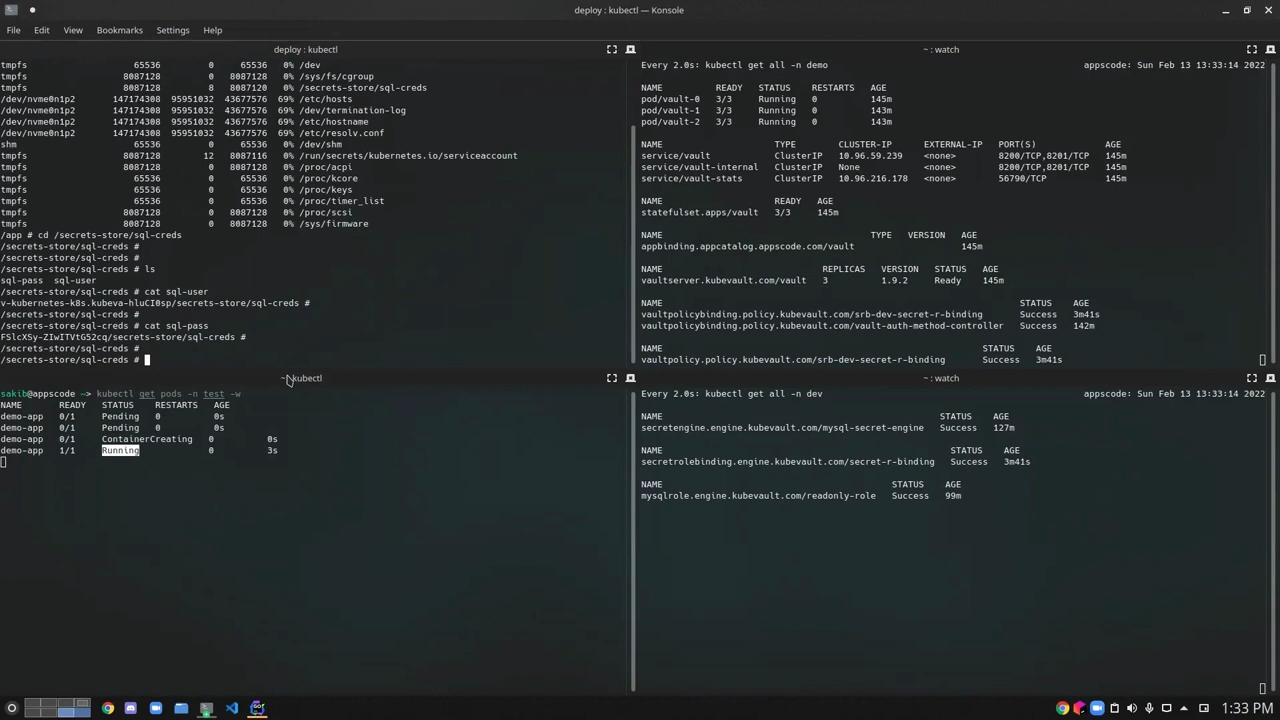 deploy : kubectl — Konsole
File Edit View Bookmarks Settings Help
deploy : kubectl
tmpfs 65536 0 65536 0% /dev
tmpfs 8087128 0 8087128 0% /sys/fs/cgroup
tmpfs 8087128 8 8087120 0% /secrets-store/sql-creds
/dev/nvme0n1p2 147174308 95951032 43677576 69% /etc/hosts
/dev/nvme0n1p2 147174308 95951032 43677576 69% /dev/termination-log
/dev/nvme0n1p2 147174308 95951032 43677576 69% /etc/hostname
/dev/nvme0n1p2 147174308 95951032 43677576 69% /etc/resolv.conf
shm 65536 0 65536 0% /dev/shm
tmpfs 8087128 12 8087116 0% /run/secrets/kubernetes.io/serviceaccount
tmpfs 8087128 0 8087128 0% /proc/acpi
tmpfs 65536 0 65536 0% /proc/kcore
tmpfs 65536 0 65536 0% /proc/keys
tmpfs 65536 0 65536 0% /proc/timer_list
tmpfs 8087128 0 8087128 0% /proc/scsi
tmpfs 8087128 0 8087128 0% /sys/firmware
/app # cd /secrets-store/sql-creds
/secrets-store/sql-creds #
/secrets-store/sql-creds #
/secrets-store/sql-creds # ls
sql-pass sql-user
/secrets-store/sql-creds # cat sql-user
v-kubernetes-k8s.kubeva-hluCI0sp/secrets-store/sql-creds #
/secrets-store/sql-creds #
/secrets-store/sql-creds # cat sql-pass
FSlcXSy-ZIwITVtG52cq/secrets-store/sql-creds #
/secrets-store/sql-creds #
/secrets-store/sql-creds #
~ : watch
Every 2.0s: kubectl get all -n demo appscode: Sun Feb 13 13:33:14 2022
NAME READY STATUS RESTARTS AGE
pod/vault-0 3/3 Running 0 145m
pod/vault-1 3/3 Running 0 143m
pod/vault-2 3/3 Running 0 143m
NAME TYPE CLUSTER-IP EXTERNAL-IP PORT(S) AGE
service/vault ClusterIP 10.96.59.239 <none> 8200/TCP,8201/TCP 145m
service/vault-internal ClusterIP None <none> 8200/TCP,8201/TCP 145m
service/vault-stats ClusterIP 10.96.216.178 <none> 56790/TCP 145m
NAME READY AGE
statefulset.apps/vault 3/3 145m
NAME TYPE VERSION AGE
appbinding.appcatalog.appscode.com/vault 145m
NAME REPLICAS VERSION STATUS AGE
vaultserver.kubevault.com/vault 3 1.9.2 Ready 145m
NAME STATUS AGE
vaultpolicybinding.policy.kubevault.com/srb-dev-secret-r-binding Success 3m41s
vaultpolicybinding.policy.kubevault.com/vault-auth-method-controller Success 142m
NAME STATUS AGE
vaultpolicy.policy.kubevault.com/srb-dev-secret-r-binding Success 3m41s
~ : kubectl
sakib@appscode ~> kubectl get pods -n test -w
NAME READY STATUS RESTARTS AGE
demo-app 0/1 Pending 0 0s
demo-app 0/1 Pending 0 0s
demo-app 0/1 ContainerCreating 0 0s
demo-app 1/1 Running 0 3s
~ : watch
Every 2.0s: kubectl get all -n dev appscode: Sun Feb 13 13:33:14 2022
NAME STATUS AGE
secretengine.engine.kubevault.com/mysql-secret-engine Success 127m
NAME STATUS AGE
secretrolebinding.engine.kubevault.com/secret-r-binding Success 3m41s
NAME STATUS AGE
mysqlrole.engine.kubevault.com/readonly-role Success 99m
1:33 PM